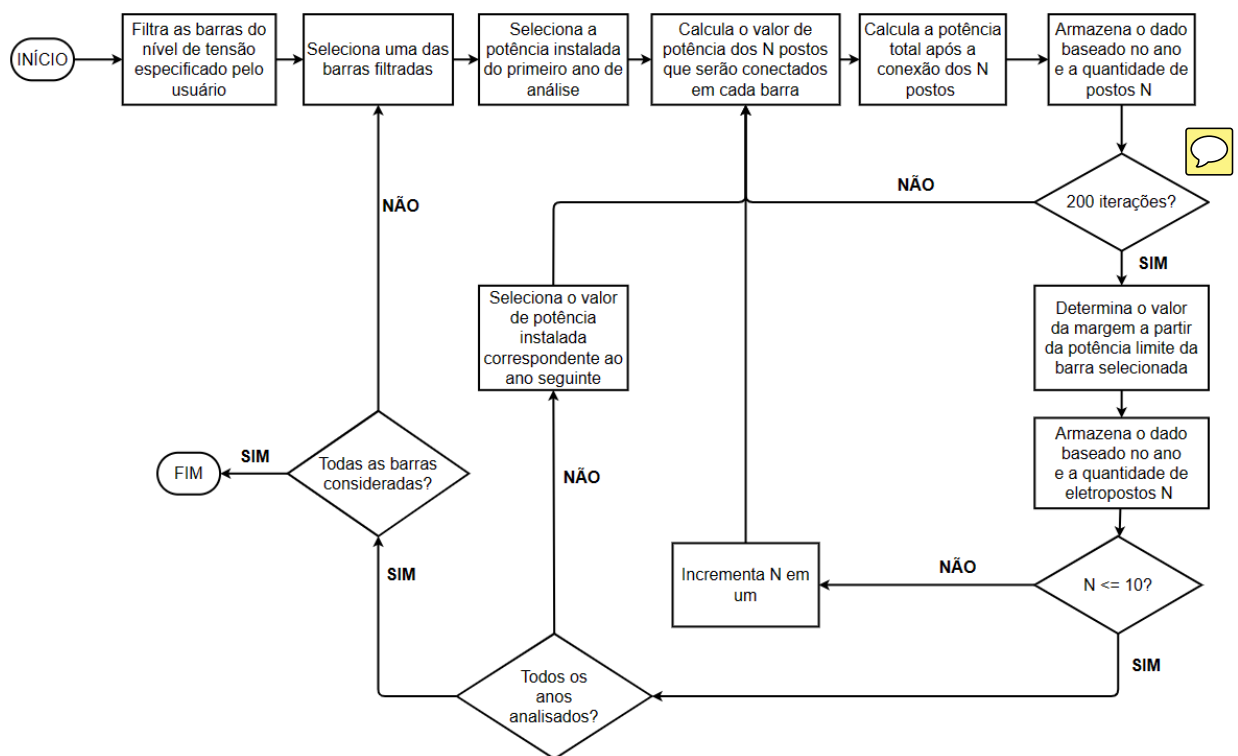 INÍCIO
Filtra as barras do
nível de tensão
especificado pelo
usuário
Seleciona uma das
barras filtradas
Seleciona a
potência instalada
do primeiro ano de
análise
Calcula o valor de
potência dos N postos
que serão conectados
em cada barra
Calcula a potência
total após a
conexão dos N
postos
Armazena o dado
baseado no ano
e a quantidade de
postos N
200 iterações?
NÃO
SIM
Determina o valor
da margem a partir
da potência limite da
barra selecionada
Armazena o dado
baseado no ano
e a quantidade de
eletropostos N
N <= 10?
NÃO
Incrementa N em
um
SIM
Todos os
anos
analisados?
NÃO
Seleciona o valor
de potência
instalada
correspondente ao
ano seguinte
SIM
Todas as barras
consideradas?
NÃO
SIM
FIM